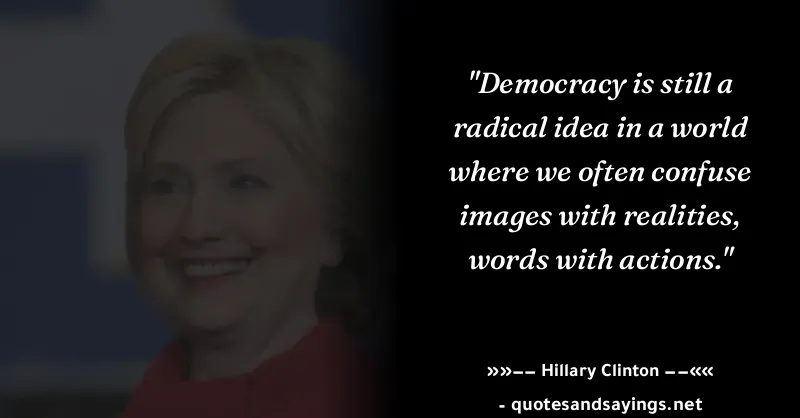 "Democracy is still a
radical idea in a world
where we often confuse
images with realities,
words with actions."
»»–– Hillary Clinton ––««
- quotesandsayings.net